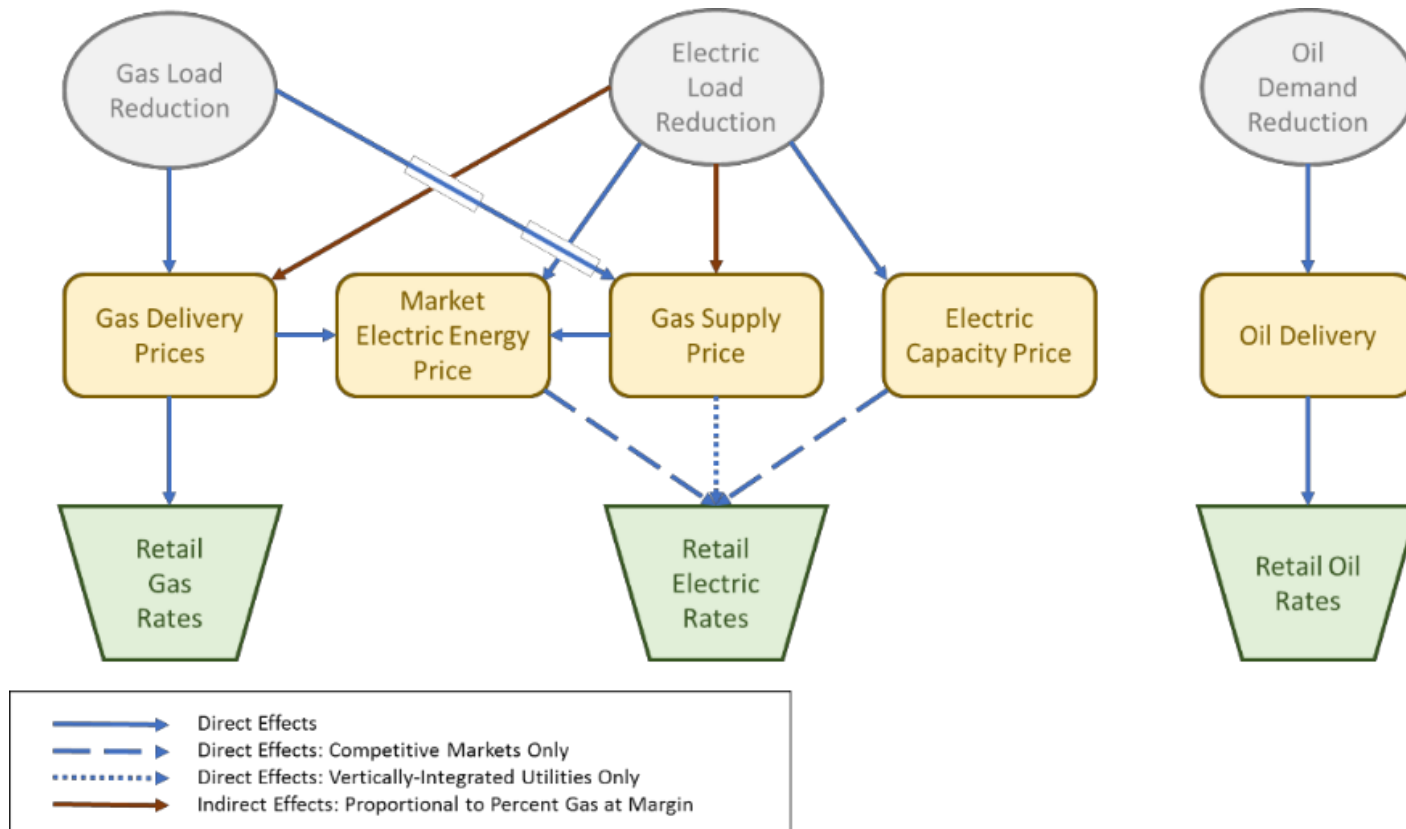 Gas Load
Reduction
Electric
Load
Reduction
Oil
Demand
Reduction
Gas Delivery
Prices
Market
Electric Energy
Price
Gas Supply
Price
Electric
Capacity Price
Oil Delivery
Retail
Gas
Rates
Retail
Electric
Rates
Retail Oil
Rates
Direct Effects
Direct Effects: Competitive Markets Only
Direct Effects: Vertically-Integrated Utilities Only
Indirect Effects: Proportional to Percent Gas at Margin